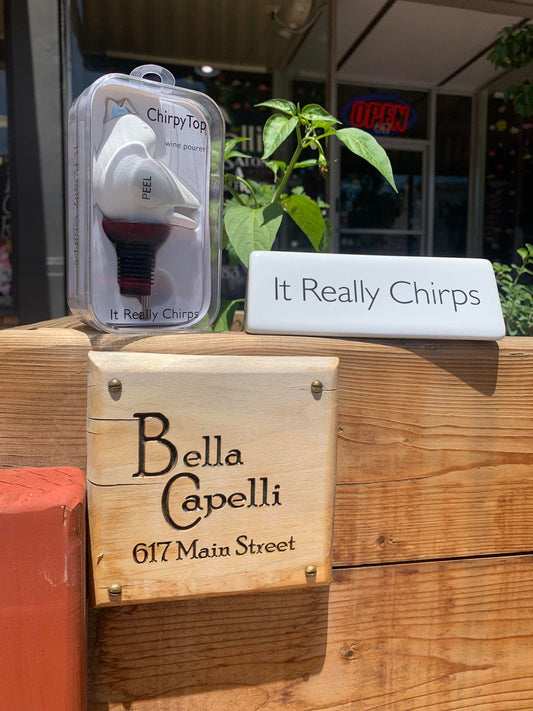 ChirpyTop
wine pourer
PEEL
It Really Chirps
It Really Chirps
OPEN
Bella
Capelli
617 Main Street